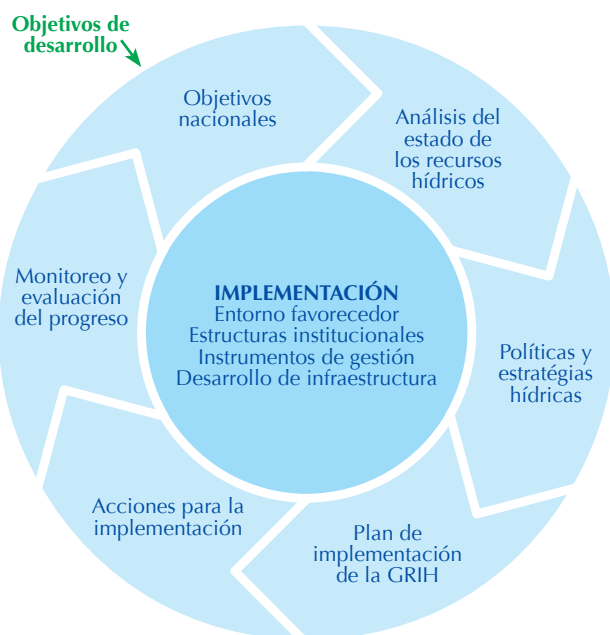 Objetivos de
desarrollo
Objetivos
nacionales
Análisis del
estado de
los recursos
hídricos
Políticas y
estratégias
hídricas
Plan de
implementación
de la GRIH
Acciones para la
implementación
Monitoreo y
evaluación
del progreso
IMPLEMENTACIÓN
Entorno favorecedor
Estructuras institucionales
Instrumentos de gestión
Desarrollo de infraestructura